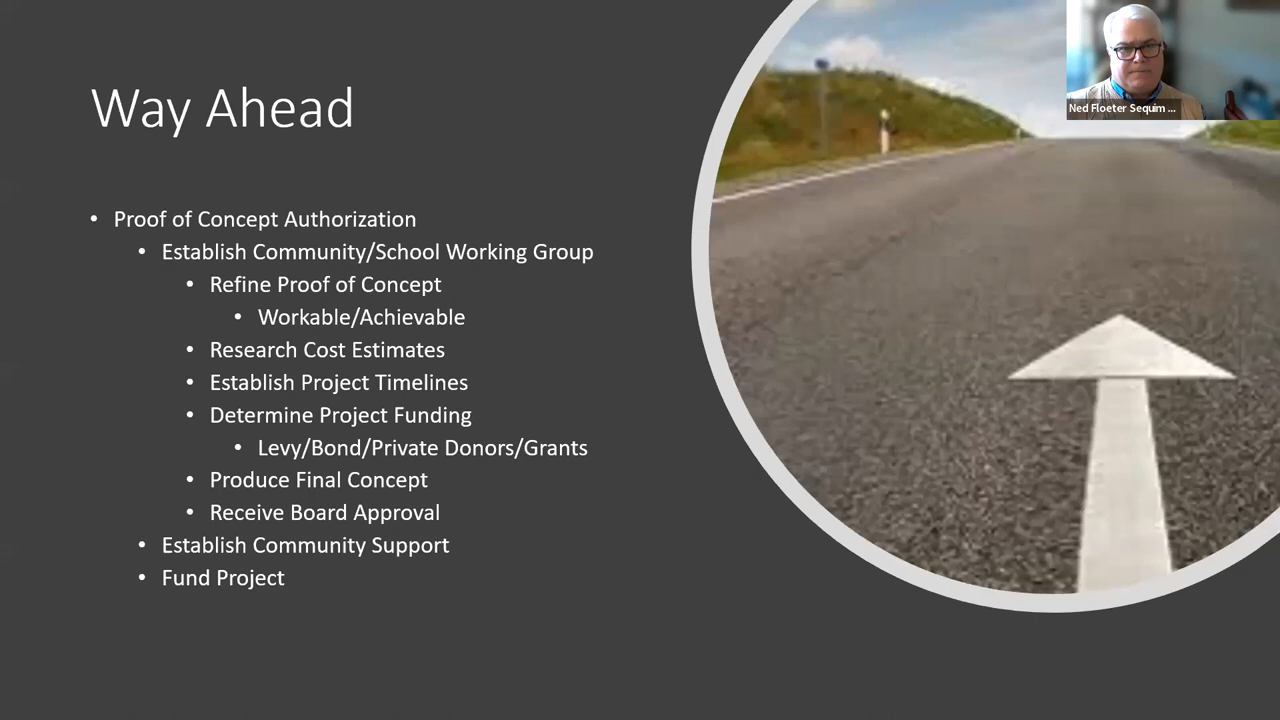 Ned Floeter Sequim ...
Way Ahead
• Proof of Concept Authorization
• Establish Community/School Working Group
• Refine Proof of Concept
• Workable/Achievable
• Research Cost Estimates
• Establish Project Timelines
• Determine Project Funding
• Levy/Bond/Private Donors/Grants
• Produce Final Concept
• Receive Board Approval
• Establish Community Support
• Fund Project